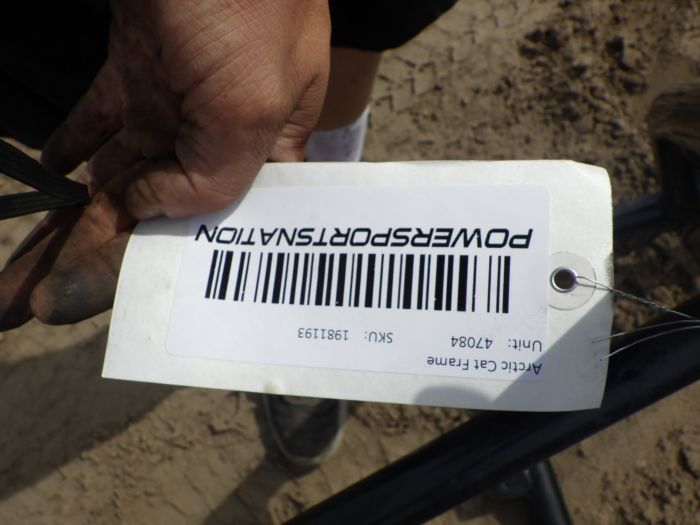 Arctic Cat Frame
Unit: 47084 SKU: 1981193
POWERSPORTSNATION